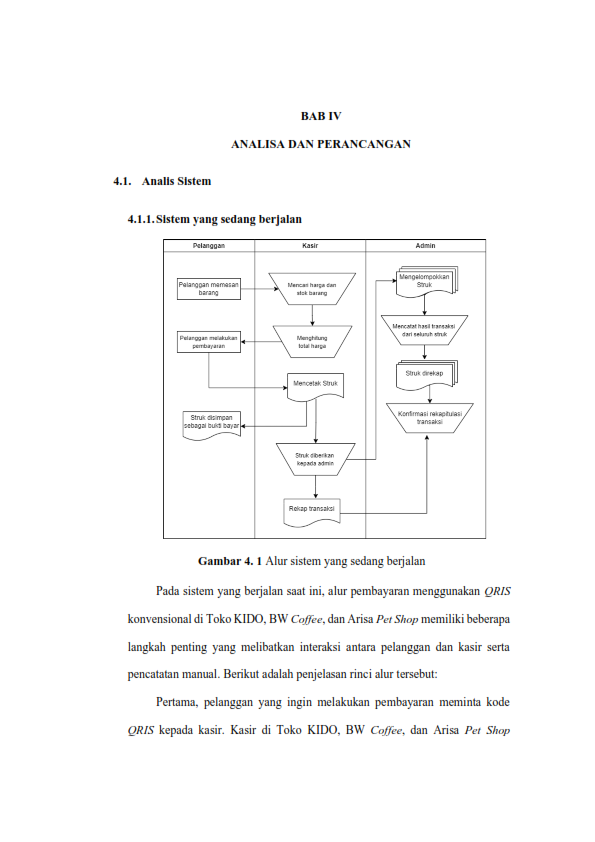 BAB IV
ANALISA DAN PERANCANGAN
4.1. Analis Sistem
4.1.1. Sistem yang sedang berjalan
Pelanggan
Kasir
Admin
Pelanggan memesan
barang
Mencari harga dan
stok barang
Mengelompokkan
Struk
Pelanggan melakukan
pembayaran
Menghitung
total harga
Mencatat hasil transaksi
dari seluruh struk
Mencetak Struk
Struk direkap
Struk disimpan
sebagai bukti bayar
Konfirmasi rekapitulasi
transaksi
Struk diberikan
kepada admin
Rekap transaksi
Gambar 4. 1 Alur sistem yang sedang berjalan
Pada sistem yang berjalan saat ini, alur pembayaran menggunakan QRIS
konvensional di Toko KIDO, BW Coffee, dan Arisa Pet Shop memiliki beberapa
langkah penting yang melibatkan interaksi antara pelanggan dan kasir serta
pencatatan manual. Berikut adalah penjelasan rinci alur tersebut:
Pertama, pelanggan yang ingin melakukan pembayaran meminta kode
QRIS kepada kasir. Kasir di Toko KIDO, BW Coffee, dan Arisa Pet Shop